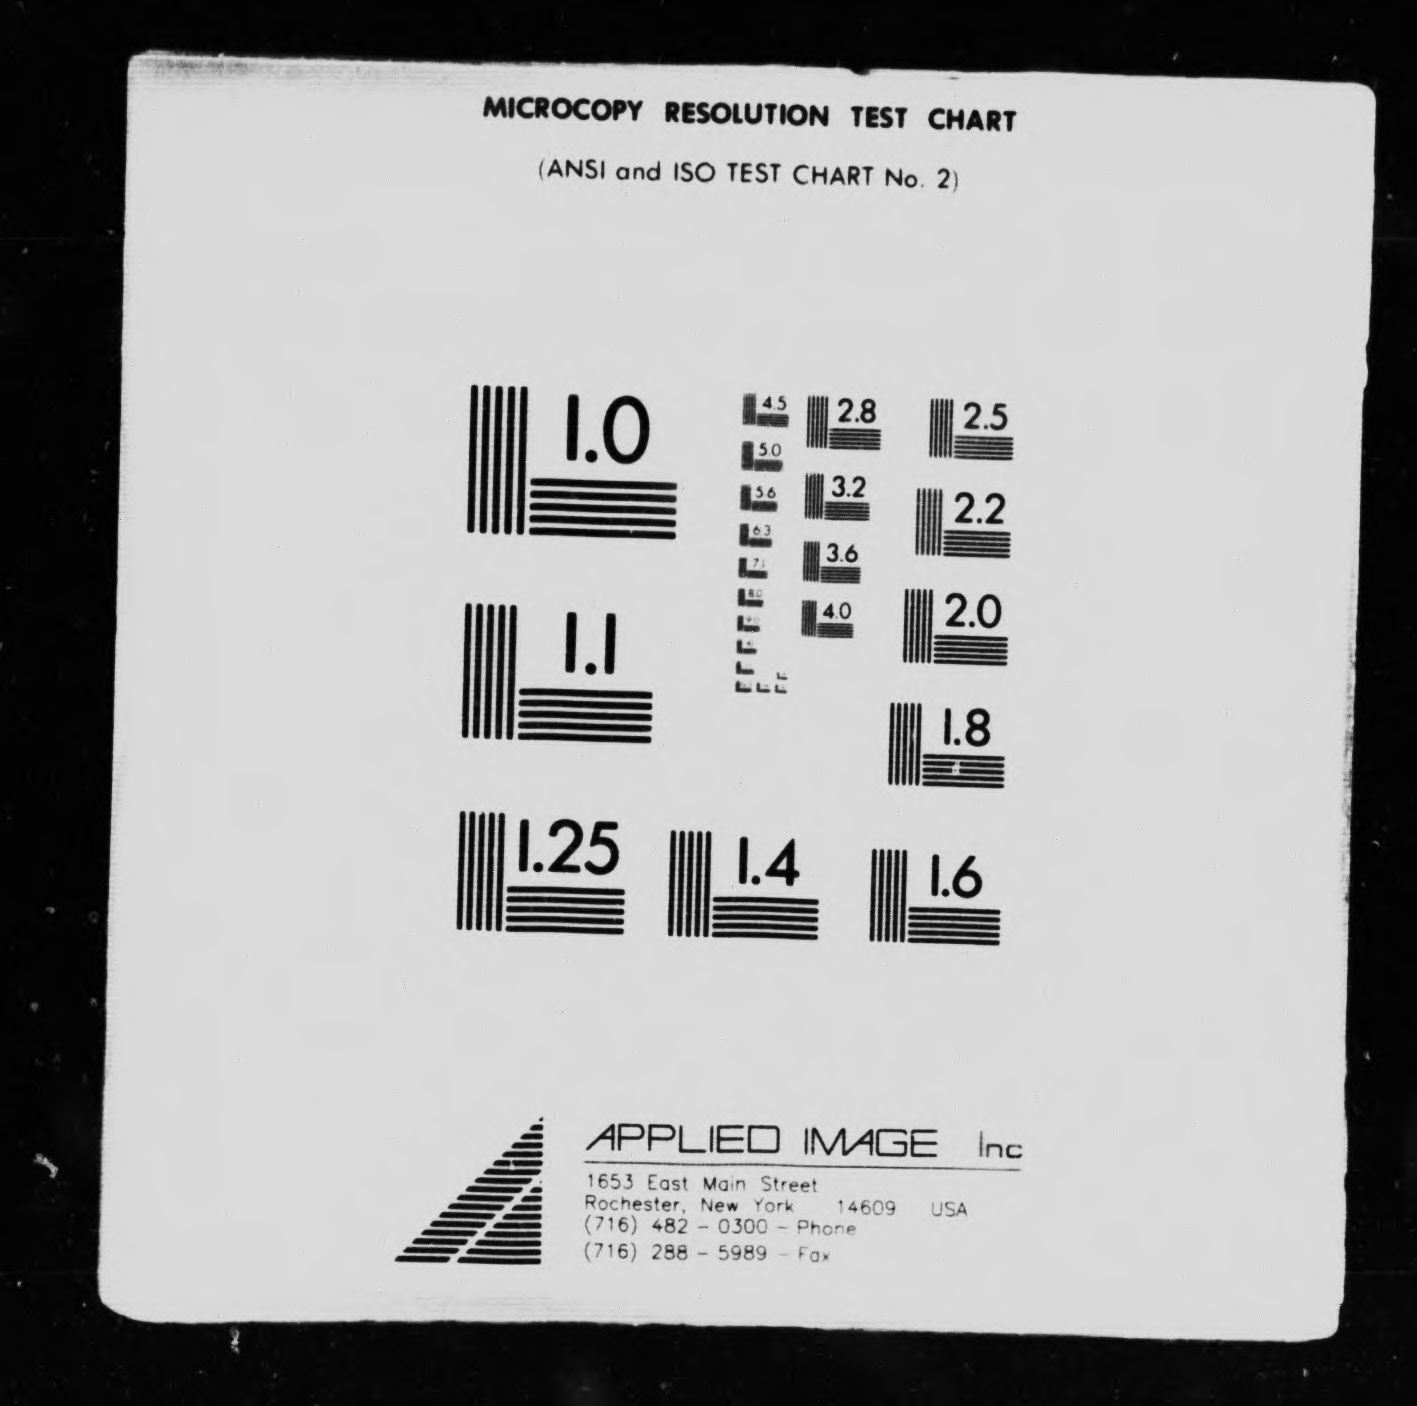 MICROCOPY RESOLUTION TEST CHART
(ANSI and ISO TEST CHART No. 2)
1.0
4.5
2.8
2.5
5.0
3.2
2.2
5.6
6.3
3.6
7.1
8.0
4.0
2.0
1.1
1.8
1.25
1.4
1.6
APPLIED IMAGE Inc
1653 East Main Street
Rochester, New York 14609 USA
(716) 482 - 0300 - Phone
(716) 288 - 5989 - Fax